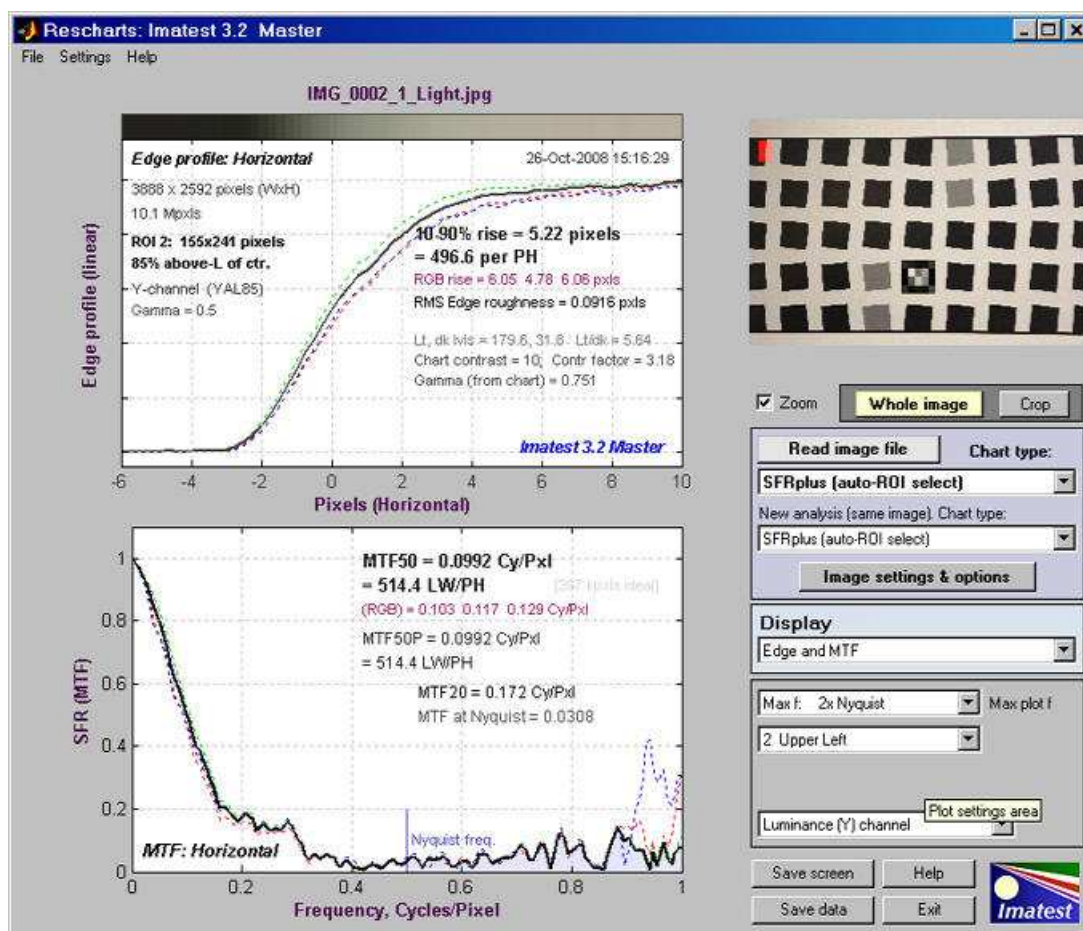 Rescharts: Imatest 3.2 Master
File Settings Help
IMG_0002_1_Light.jpg
Edge profile: Horizontal
26-Oct-2008 15:16:29
3888 x 2592 pixels (WxH)
10.1 Mpxls
ROI 2: 155x241 pixels
85% above-L of ctr.
Y-channel (YAL85)
Gamma = 0.5
10-90% rise = 5.22 pixels
= 496.6 per PH
RGB rise = 6.05 4.78 6.06 pxls
RMS Edge roughness = 0.0916 pxls
Lt, dk lvls = 179.6, 31.8 Lt/dk = 5.64
Chart contrast = 10; Contr factor = 3.18
Gamma (from chart) = 0.751
Imatest 3.2 Master
Edge profile (linear)
-6 -4 -2 0 2 4 6 8 10
Pixels (Horizontal)
MTF50 = 0.0992 Cy/Pxl
= 514.4 LW/PH
(RGB) = 0.103 0.117 0.129 Cy/Pxl
MTF50P = 0.0992 Cy/Pxl
= 514.4 LW/PH
MTF20 = 0.172 Cy/Pxl
MTF at Nyquist = 0.0308
Nyquist freq.
MTF: Horizontal
SFR (MTF)
1
0.8
0.6
0.4
0.2
0
0 0.2 0.4 0.6 0.8 1
Frequency, Cycles/Pixel
Zoom
Whole image
Crop
Read image file
Chart type:
SFRplus (auto-ROI select)
New analysis (same image). Chart type:
SFRplus (auto-ROI select)
Image settings & options
Display
Edge and MTF
Max f: 2x Nyquist
Max plot f
2 Upper Left
Plot settings area
Luminance (Y) channel
Save screen
Help
Save data
Exit
Imatest